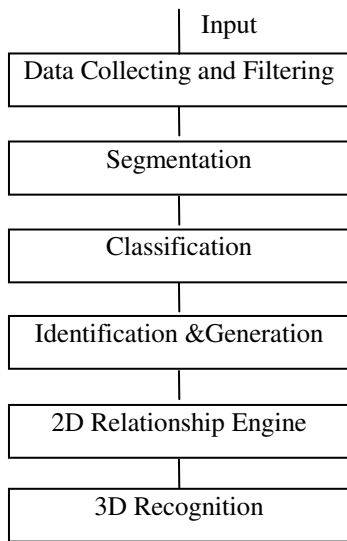 Input
Data Collecting and Filtering
Segmentation
Classification
Identification &Generation
2D Relationship Engine
3D Recognition